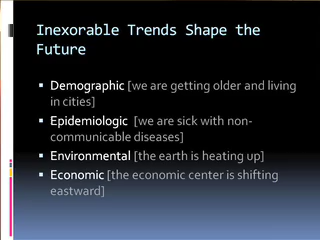 Inexorable Trends Shape the
Future
Demographic [we are getting older and living
in cities]
Epidemiologic [we are sick with non-
communicable diseases]
Environmental [the earth is heating up]
Economic [the economic center is shifting
eastward]